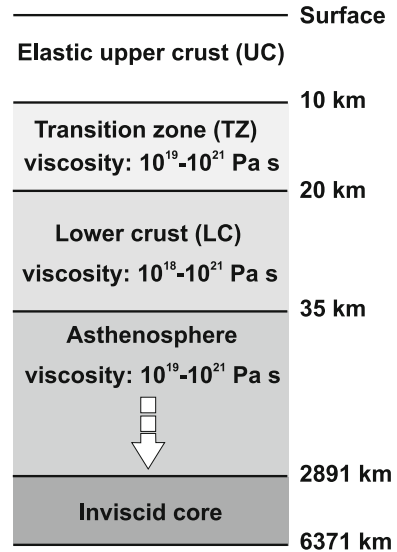 Surface
Elastic upper crust (UC)
10 km
Transition zone (TZ)
viscosity: 10¹⁹-10²¹ Pa s
20 km
Lower crust (LC)
viscosity: 10¹⁸-10²¹ Pa s
35 km
Asthenosphere
viscosity: 10¹⁹-10²¹ Pa s
2891 km
Inviscid core
6371 km